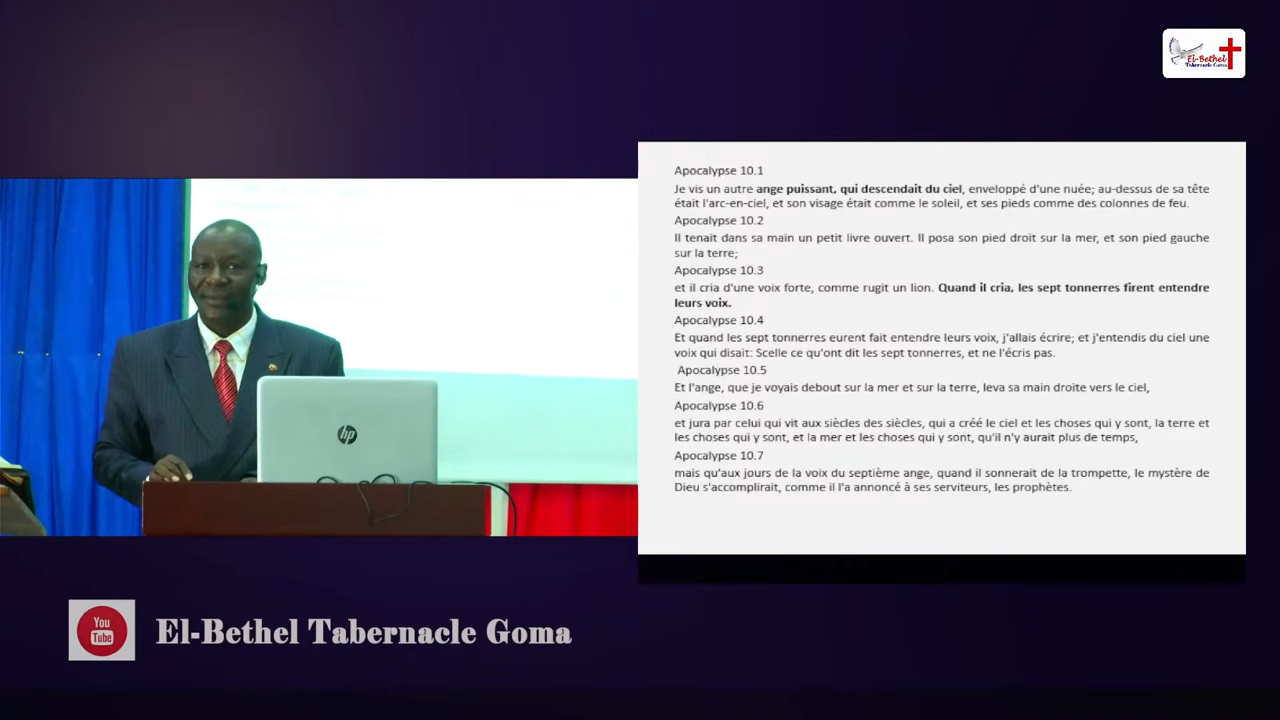 El-Bethel
Tabernacle Goma
Apocalypse 10.1
Je vis un autre ange puissant, qui descendait du ciel, enveloppé d'une nuée; au-dessus de sa tête
était l'arc-en-ciel, et son visage était comme le soleil, et ses pieds comme des colonnes de feu.
Apocalypse 10.2
Il tenait dans sa main un petit livre ouvert. Il posa son pied droit sur la mer, et son pied gauche
sur la terre;
Apocalypse 10.3
et il cria d'une voix forte, comme rugit un lion. Quand il cria, les sept tonnerres firent entendre
leurs voix.
Apocalypse 10.4
Et quand les sept tonnerres eurent fait entendre leurs voix, j'allais écrire; et j'entendis du ciel une
voix qui disait: Scelle ce qu'ont dit les sept tonnerres, et ne l'écris pas.
Apocalypse 10.5
Et l'ange, que je voyais debout sur la mer et sur la terre, leva sa main droite vers le ciel,
Apocalypse 10.6
et jura par celui qui vit aux siècles des siècles, qui a créé le ciel et les choses qui y sont, la terre et
les choses qui y sont, et la mer et les choses qui y sont, qu'il n'y aurait plus de temps,
Apocalypse 10.7
mais qu'aux jours de la voix du septième ange, quand il sonnerait de la trompette, le mystère de
Dieu s'accomplirait, comme il l'a annoncé à ses serviteurs, les prophètes.
hp
You
Tube
El-Bethel Tabernacle Goma